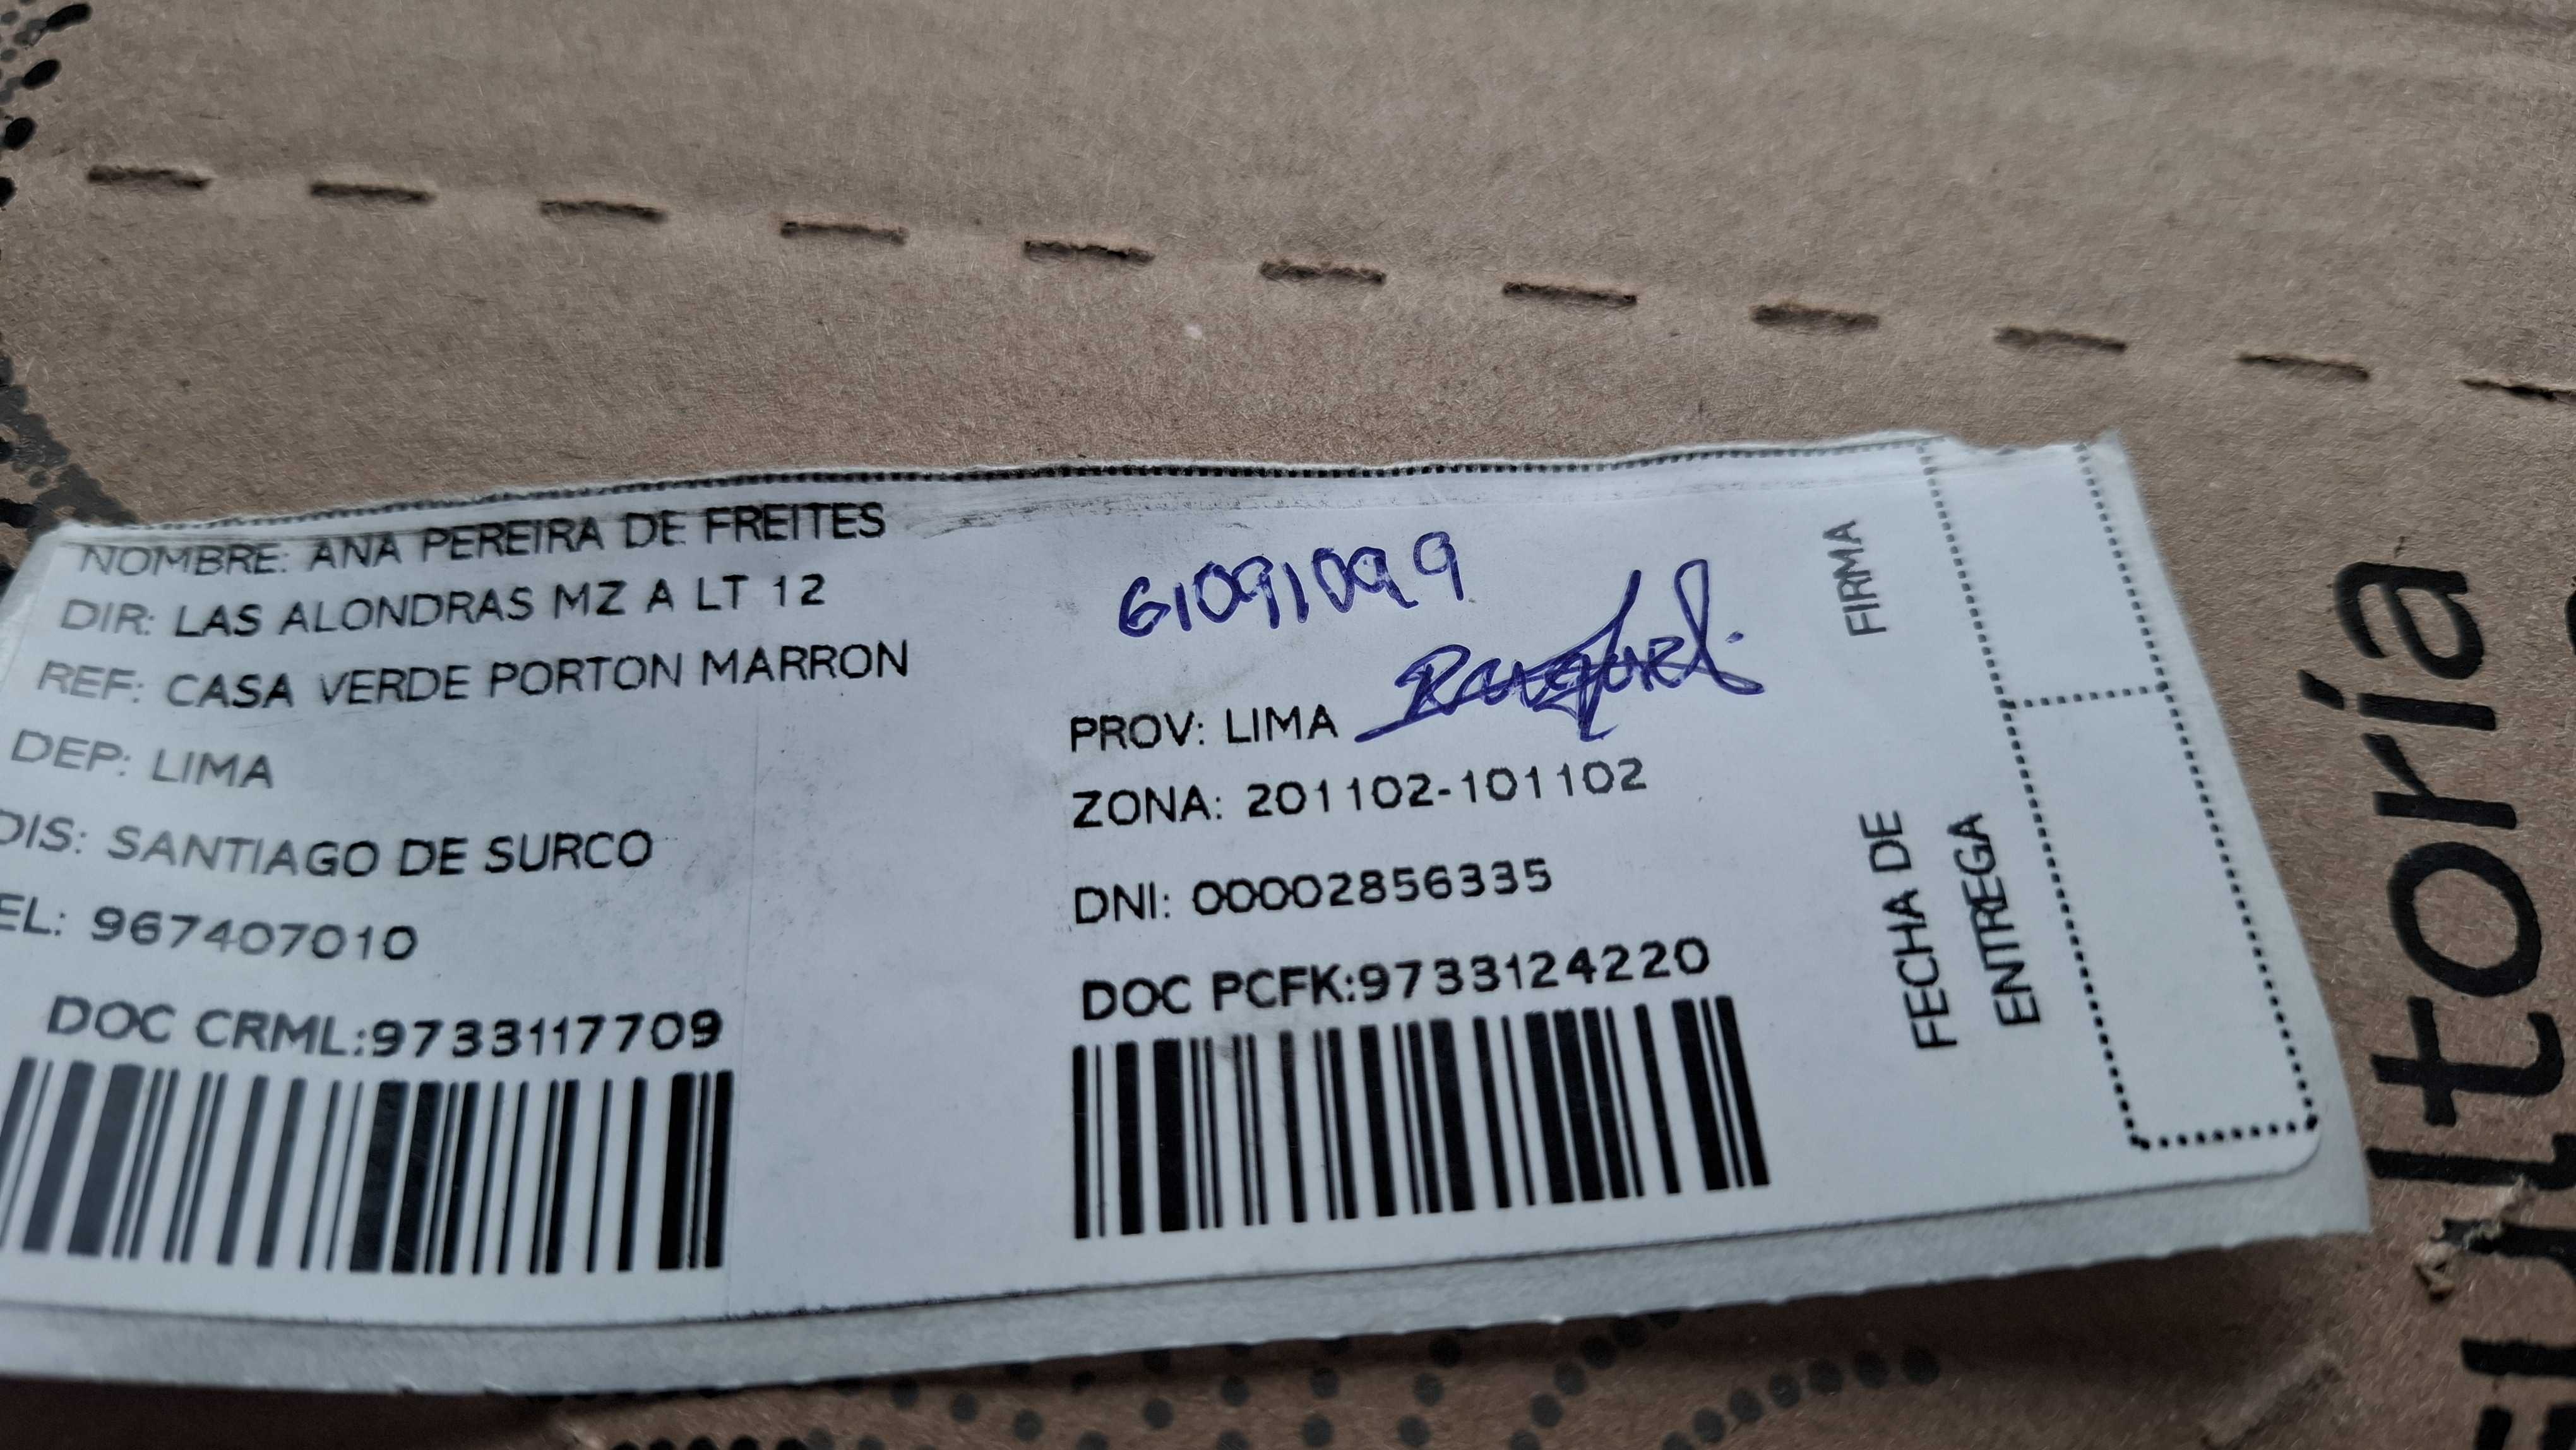 NOMBRE: ANA PEREIRA DE FREITES
DIR: LAS ALONDRAS MZ A LT 12
REF: CASA VERDE PORTON MARRON
DEP: LIMA
DIS: SANTIAGO DE SURCO
EL: 967407010
DOC CRML:9733117709
61091099
PROV: LIMA
ZONA: 201102-101102
DNI: 00002856335
DOC PCFK:9733124220
FIRMA
FECHA DE
ENTREGA
ltoría